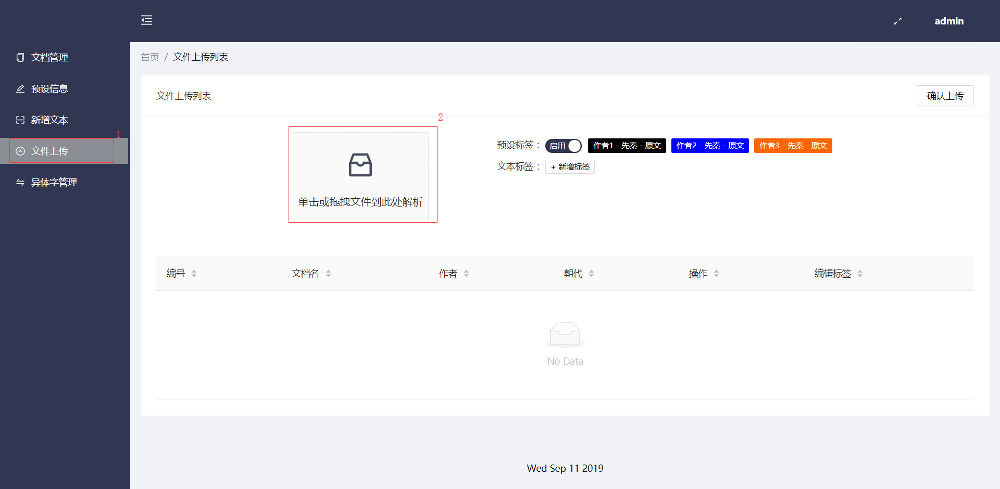 admin
文档管理
预设信息
新增文本
1
文件上传
异体字管理
首页 / 文件上传列表
文件上传列表
确认上传
2
单击或拖拽文件到此处解析
预设标签： 启用 作者1 - 先秦 - 原文 作者2 - 先秦 - 原文 作者3 - 先秦 - 原文
文本标签： + 新增标签
编号 文档名 作者 朝代 操作 编辑标签
No Data
Wed Sep 11 2019